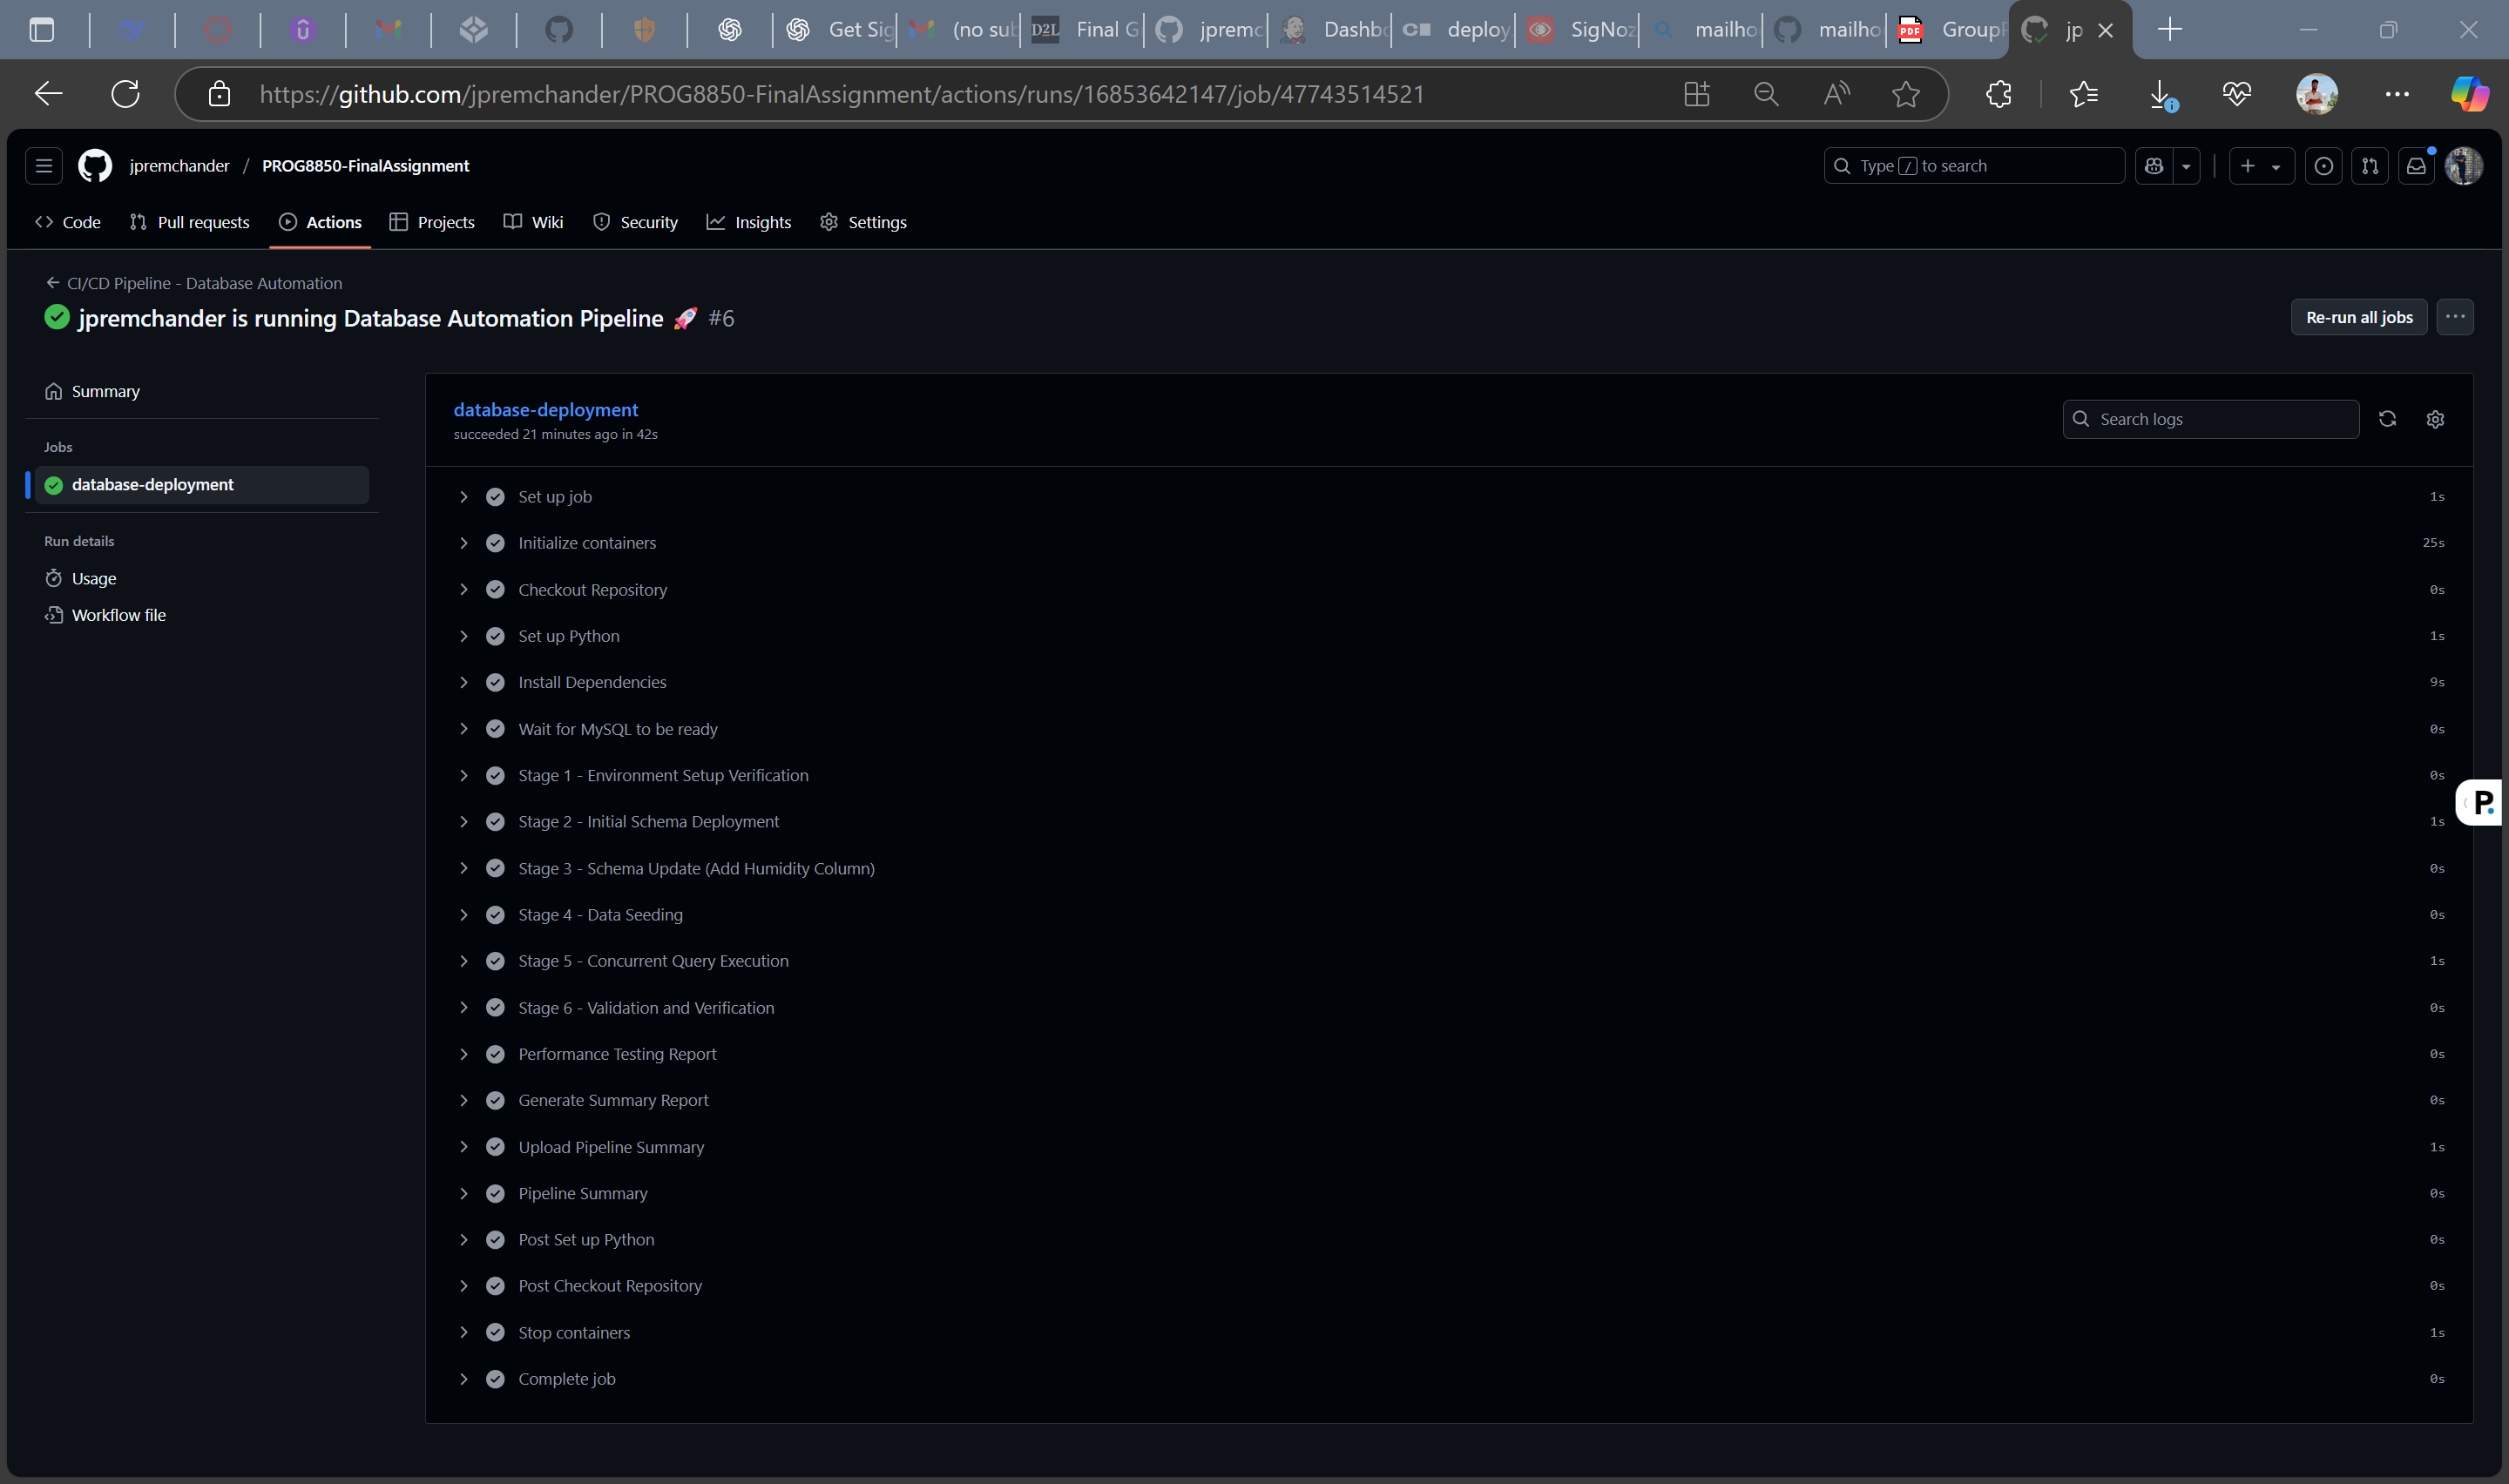 Get Sig
(no sub
D2L Final G
jpremc
Dashbo
deploy
SigNoz
mailho
mailho
PDF GroupP
jp
https://github.com/jpremchander/PROG8850-FinalAssignment/actions/runs/16853642147/job/47743514521
jpremchander / PROG8850-FinalAssignment
Type / to search
Code Pull requests Actions Projects Wiki Security Insights Settings
CI/CD Pipeline - Database Automation
jpremchander is running Database Automation Pipeline 🚀 #6
Re-run all jobs
Summary
Jobs
database-deployment
Run details
Usage
Workflow file
database-deployment
succeeded 21 minutes ago in 42s
Search logs
Set up job 1s
Initialize containers 25s
Checkout Repository 0s
Set up Python 1s
Install Dependencies 9s
Wait for MySQL to be ready 0s
Stage 1 - Environment Setup Verification 0s
Stage 2 - Initial Schema Deployment 1s
Stage 3 - Schema Update (Add Humidity Column) 0s
Stage 4 - Data Seeding 0s
Stage 5 - Concurrent Query Execution 1s
Stage 6 - Validation and Verification 0s
Performance Testing Report 0s
Generate Summary Report 0s
Upload Pipeline Summary 1s
Pipeline Summary 0s
Post Set up Python 0s
Post Checkout Repository 0s
Stop containers 1s
Complete job 0s
P.